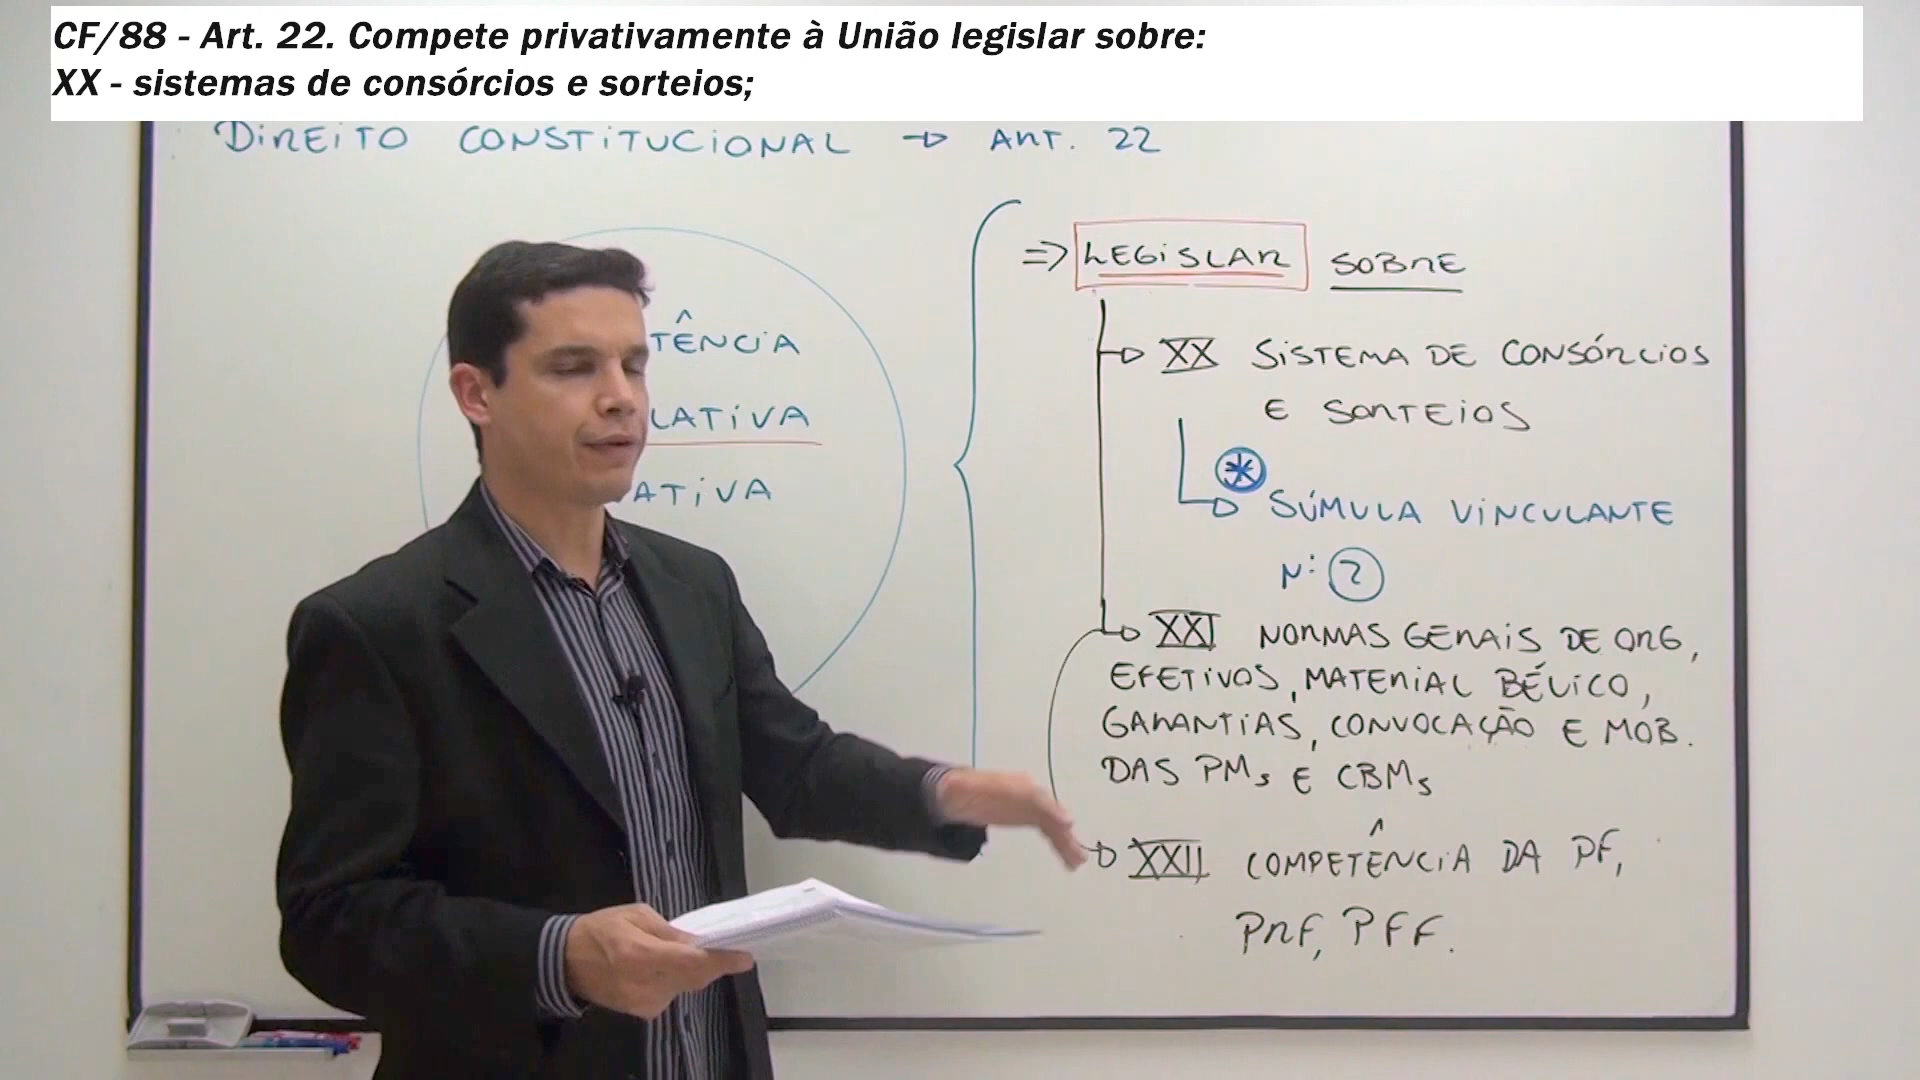 CF/88 - Art. 22. Compete privativamente à União legislar sobre:
XX - sistemas de consórcios e sorteios;
DIREITO CONSTITUCIONAL → ART. 22
TÊNCIA
LATIVA
ATIVA
⇒ LEGISLAR SOBRE
XX SISTEMA DE CONSÓRCIOS
E SORTEIOS
* SÚMULA VINCULANTE
Nº: 2
XXI NORMAS GERAIS DE ORG,
EFETIVOS, MATERIAL BÉLICO,
GARANTIAS, CONVOCAÇÃO E MOB.
DAS PMs E CBMs
XXII COMPETÊNCIA DA PF,
PRF, PFF.